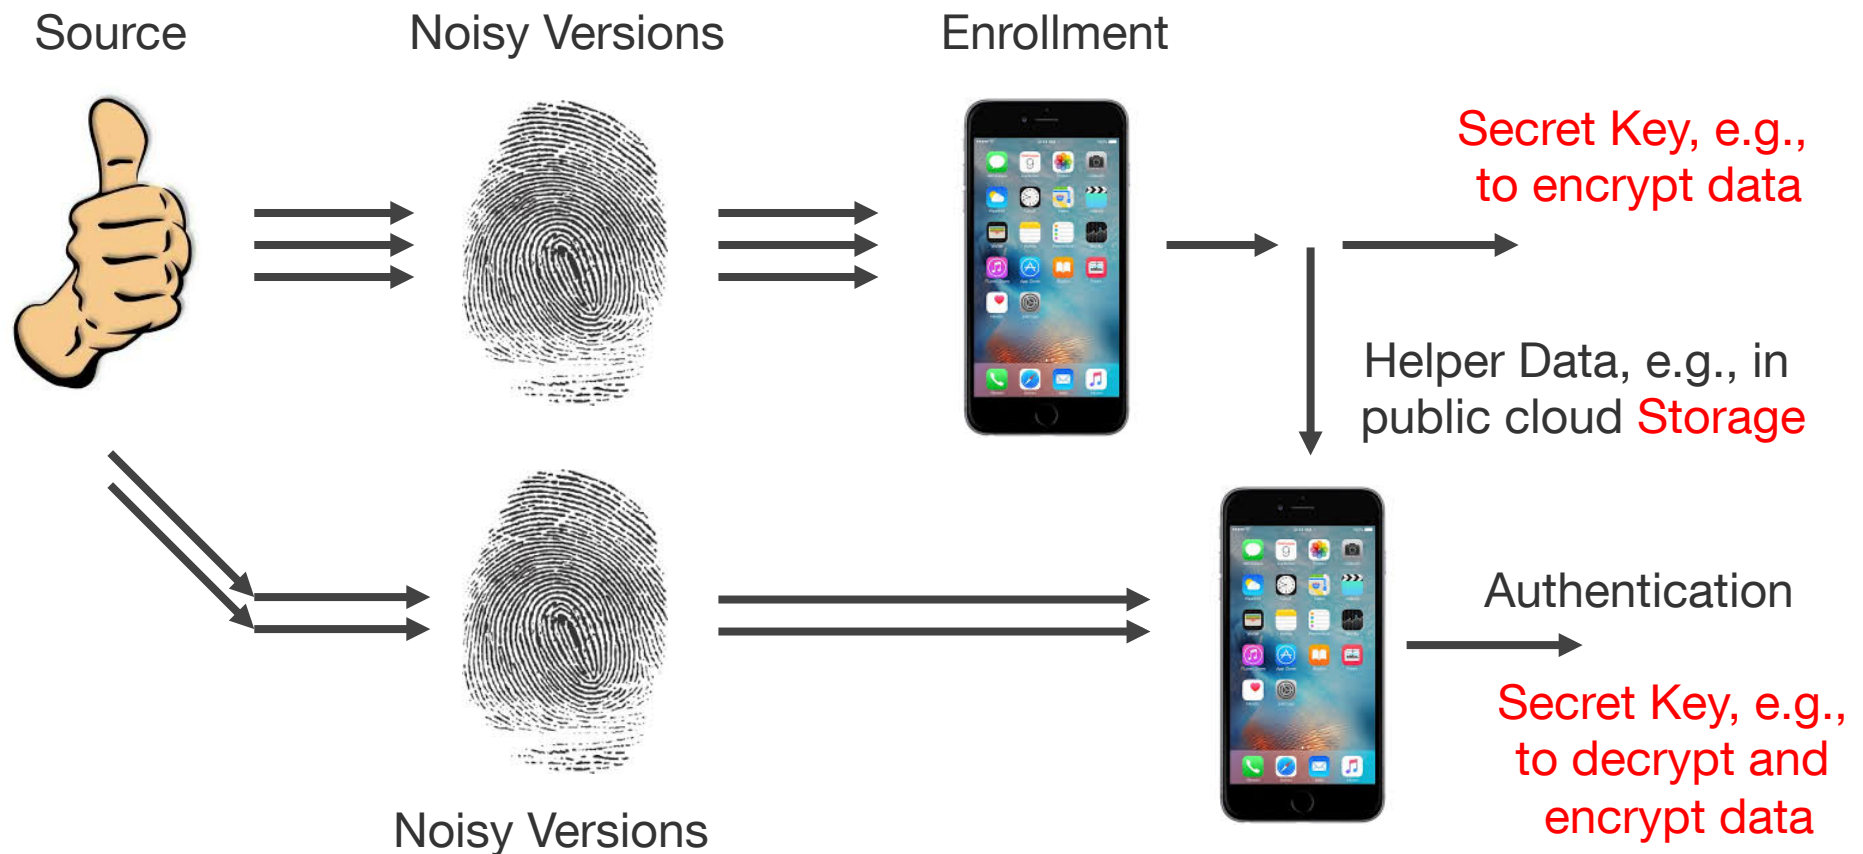 Source
Noisy Versions
Enrollment
Secret Key, e.g.,
to encrypt data
Helper Data, e.g., in
public cloud Storage
Authentication
Secret Key, e.g.,
to decrypt and
encrypt data
Noisy Versions